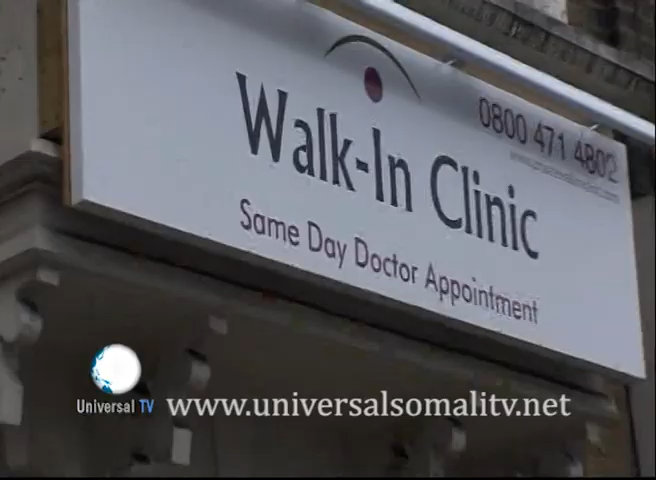 Walk-In Clinic
0800 471 4802
Same Day Doctor Appointment
Universal TV
www.universalsomalitv.net